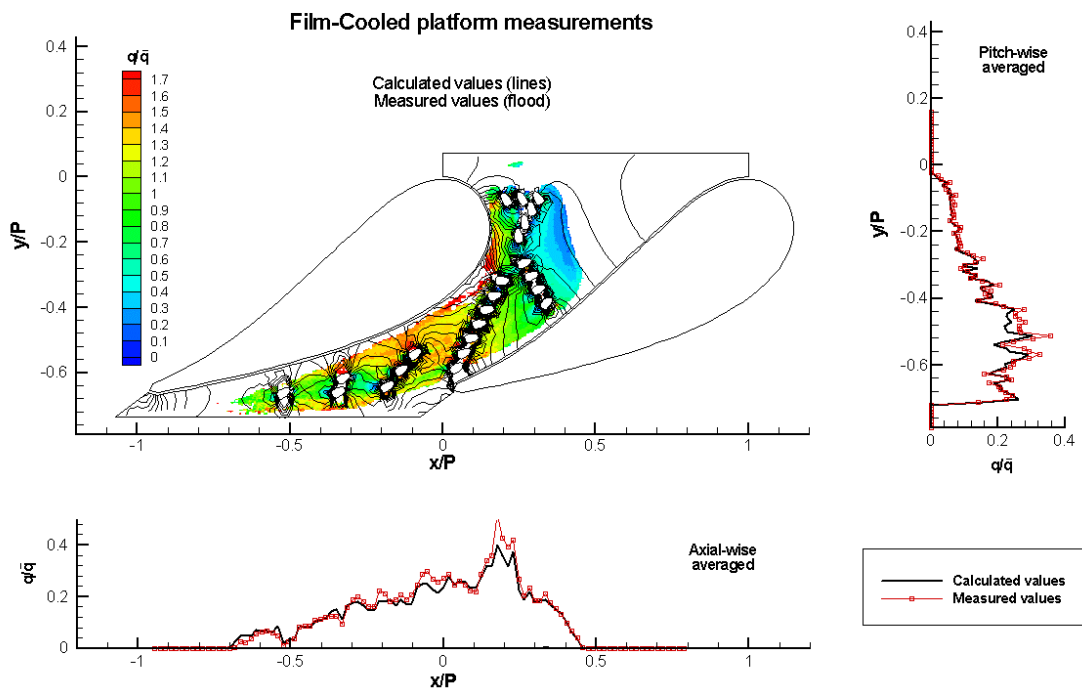 Film-Cooled platform measurements
q/q̄
1.7
1.6
1.5
1.4
1.2
1.1
1
0.9
0.8
0.7
0.6
0.5
0.4
0.3
0.2
0.1
0
Calculated values (lines)
Measured values (flood)
0.4
0.2
0
-0.2
-0.4
-0.6
y/P
-1
-0.5
0
0.5
1
x/P
Pitch-wise
averaged
0.4
0.2
0
-0.2
-0.4
-0.6
y/P
0
0.2
0.4
q/q̄
Axial-wise
averaged
0.4
0.2
0
q/q̄
-1
-0.5
0
0.5
1
x/P
Calculated values
Measured values